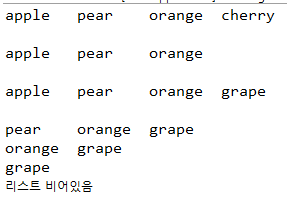 apple pear orange cherry
apple pear orange
apple pear orange grape
pear orange grape
orange grape
grape
리스트 비어있음